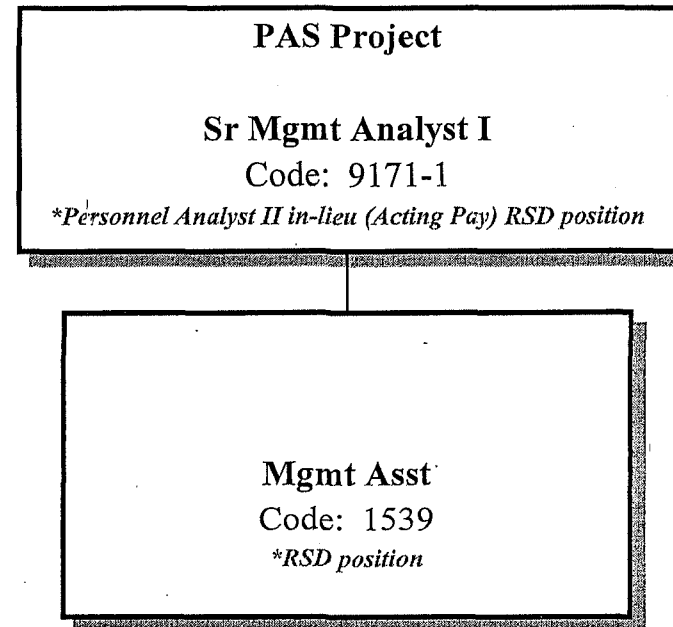 PAS Project
Sr Mgmt Analyst I
Code: 9171-1
*Personnel Analyst II in-lieu (Acting Pay) RSD position
Mgmt Asst
Code: 1539
*RSD position